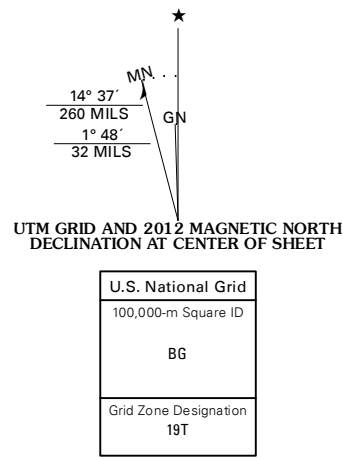 ★
MN
GN
14° 37´
260 MILS
1° 48´
32 MILS
UTM GRID AND 2012 MAGNETIC NORTH
DECLINATION AT CENTER OF SHEET
U.S. National Grid
100,000-m Square ID
BG
Grid Zone Designation
19T